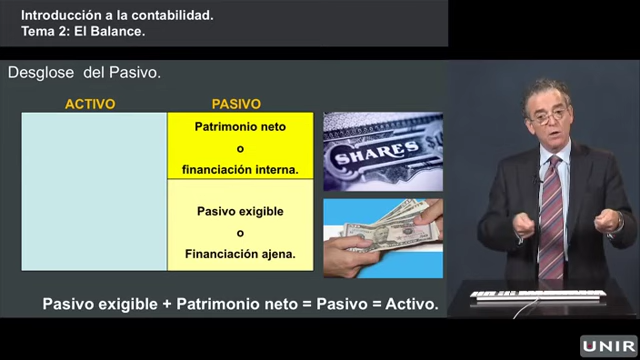 Introducción a la contabilidad.
Tema 2: El Balance.
Desglose del Pasivo.
ACTIVO
PASIVO
Patrimonio neto
o
financiación interna.
Pasivo exigible
o
Financiación ajena.
SHARES
Pasivo exigible + Patrimonio neto = Pasivo = Activo.
UNIR